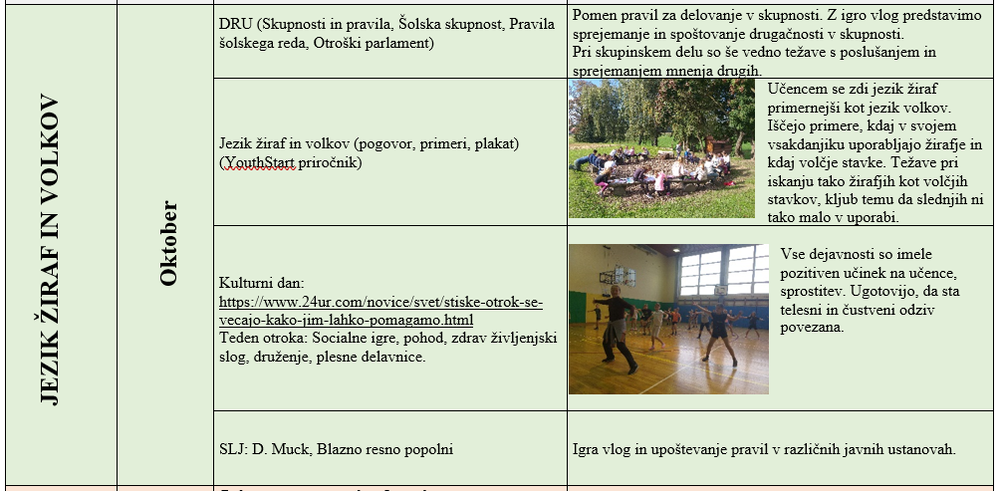 JEZIK ŽIRAF IN VOLKOV
Oktober
DRU (Skupnosti in pravila, Šolska skupnost, Pravila
šolskega reda, Otroški parlament)
Pomen pravil za delovanje v skupnosti. Z igro vlog predstavimo
sprejemanje in spoštovanje drugačnosti v skupnosti.
Pri skupinskem delu so še vedno težave s poslušanjem in
sprejemanjem mnenja drugih.
Jezik žiraf in volkov (pogovor, primeri, plakat)
(YouthStart priročnik)
Učencem se zdi jezik žiraf
primernejši kot jezik volkov.
Iščejo primere, kdaj v svojem
vsakdanjiku uporabljajo žirafje in
kdaj volčje stavke. Težave pri
iskanju tako žirafjih kot volčjih
stavkov, kljub temu da slednjih ni
tako malo v uporabi.
Kulturni dan:
https://www.24ur.com/novice/svet/stiske-otrok-se-
vecajo-kako-jim-lahko-pomagamo.html
Teden otroka: Socialne igre, pohod, zdrav življenjski
slog, druženje, plesne delavnice.
Vse dejavnosti so imele
pozitiven učinek na učence,
sprostitev. Ugotovijo, da sta
telesni in čustveni odziv
povezana.
SLJ: D. Muck, Blazno resno popolni
Igra vlog in upoštevanje pravil v različnih javnih ustanovah.